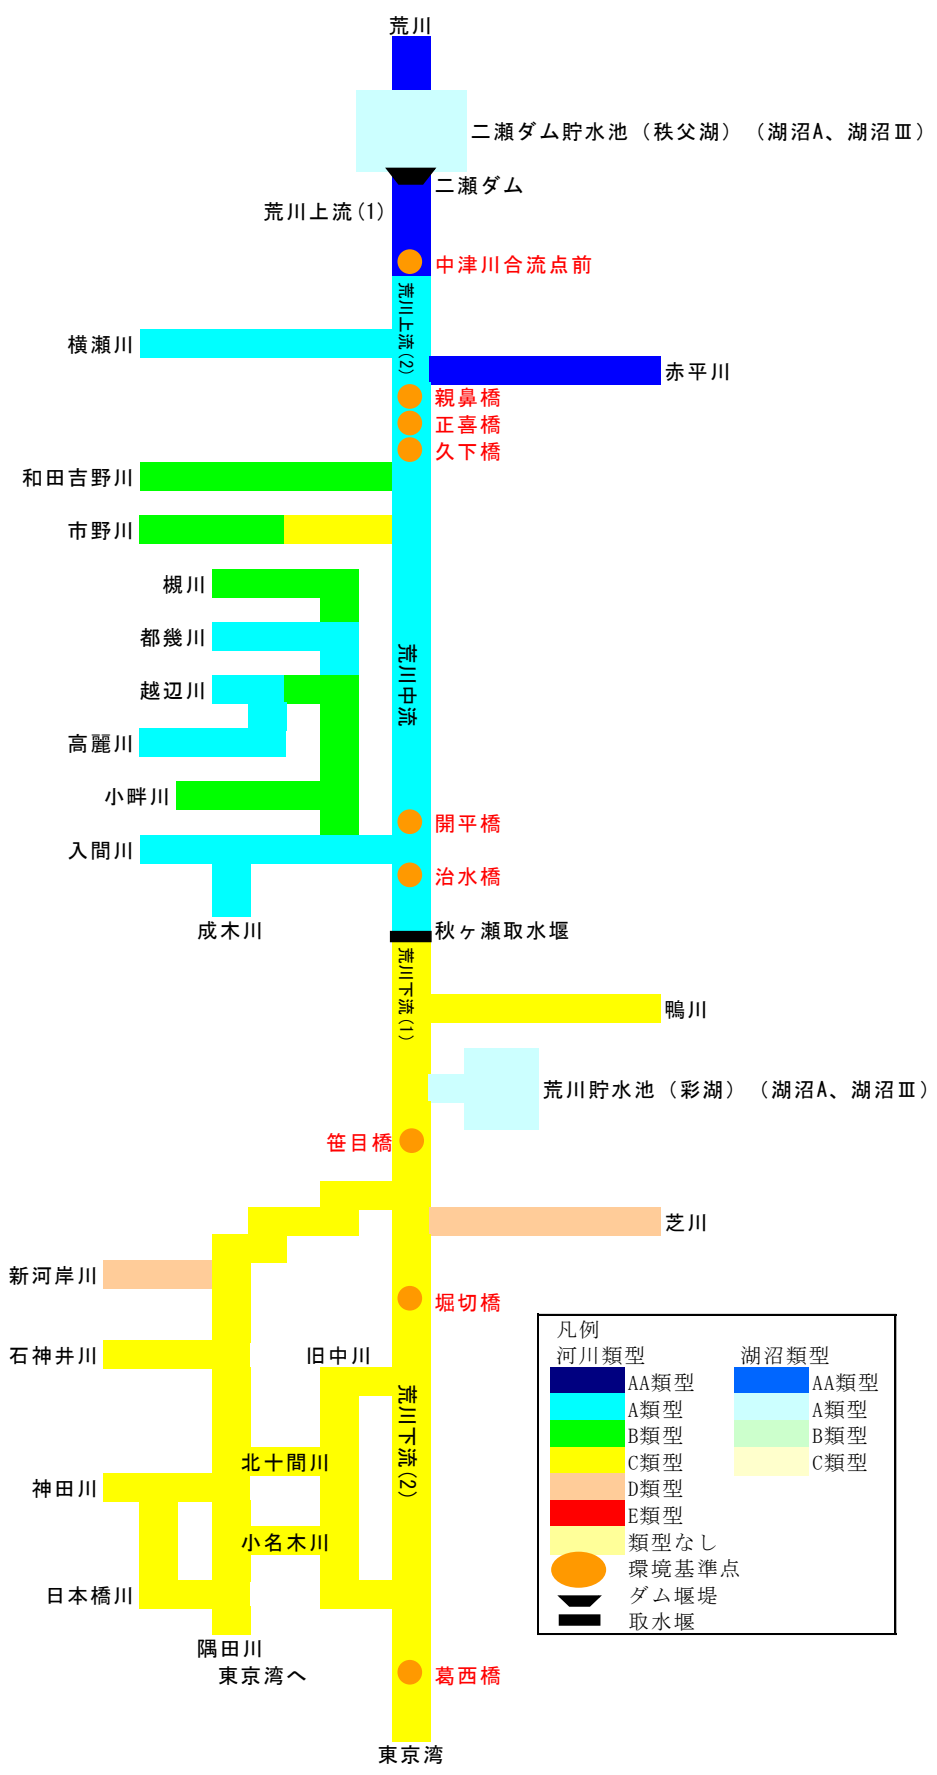 荒川
二瀬ダム貯水池（秩父湖）（湖沼A、湖沼Ⅲ）
二瀬ダム
荒川上流(1)
中津川合流点前
荒川上流(2)
横瀬川
赤平川
親鼻橋
正喜橋
久下橋
和田吉野川
市野川
槻川
都幾川
荒川中流
越辺川
高麗川
小畔川
開平橋
入間川
治水橋
成木川
秋ヶ瀬取水堰
荒川下流(1)
鴨川
荒川貯水池（彩湖）（湖沼A、湖沼Ⅲ）
笹目橋
芝川
新河岸川
堀切橋
石神井川
旧中川
荒川下流(2)
北十間川
神田川
小名木川
日本橋川
隅田川
東京湾へ
葛西橋
東京湾
凡例
河川類型 湖沼類型
AA類型 AA類型
A類型 A類型
B類型 B類型
C類型 C類型
D類型
E類型
類型なし
環境基準点
ダム堰堤
取水堰